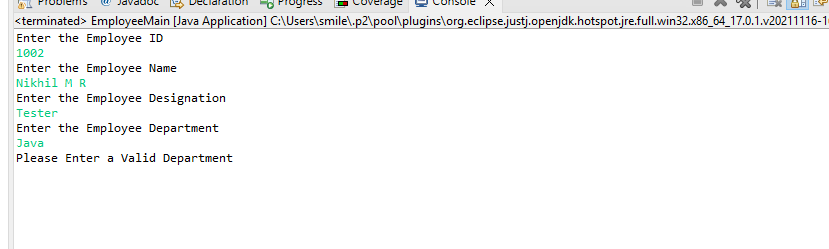 Problems @ Javadoc Declaration Progress Coverage Console
<terminated> EmployeeMain [Java Application] C:\Users\smile\.p2\pool\plugins\org.eclipse.justj.openjdk.hotspot.jre.full.win32.x86_64_17.0.1.v20211116-1
Enter the Employee ID
1002
Enter the Employee Name
Nikhil M R
Enter the Employee Designation
Tester
Enter the Employee Department
Java
Please Enter a Valid Department